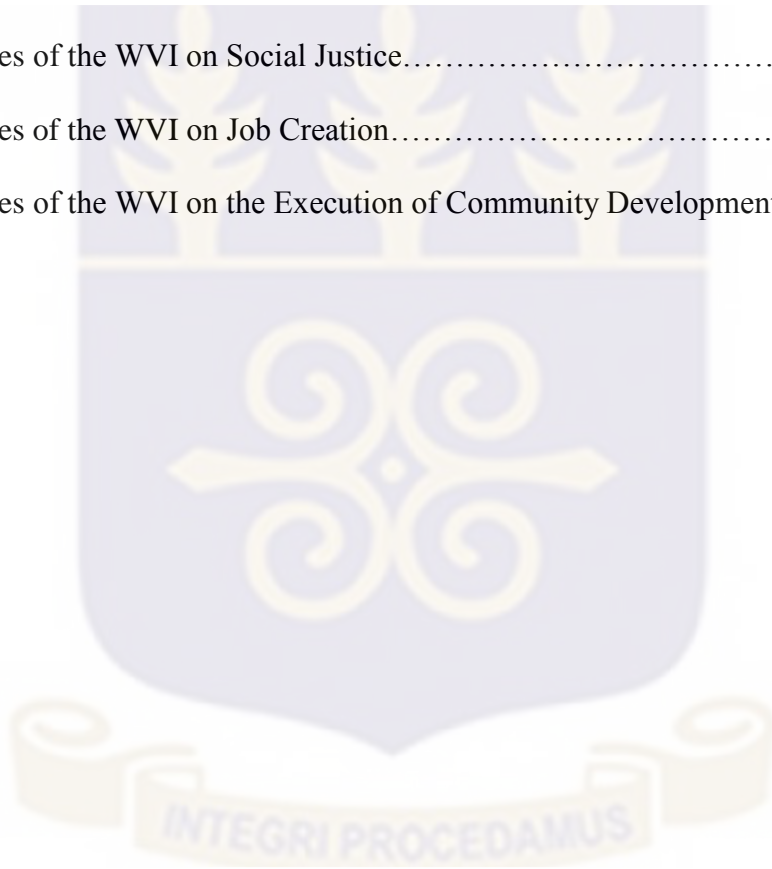 es of the WVI on Social Justice…………………………….
es of the WVI on Job Creation……………………………….
es of the WVI on the Execution of Community Development
INTEGRI PROCEDAMUS